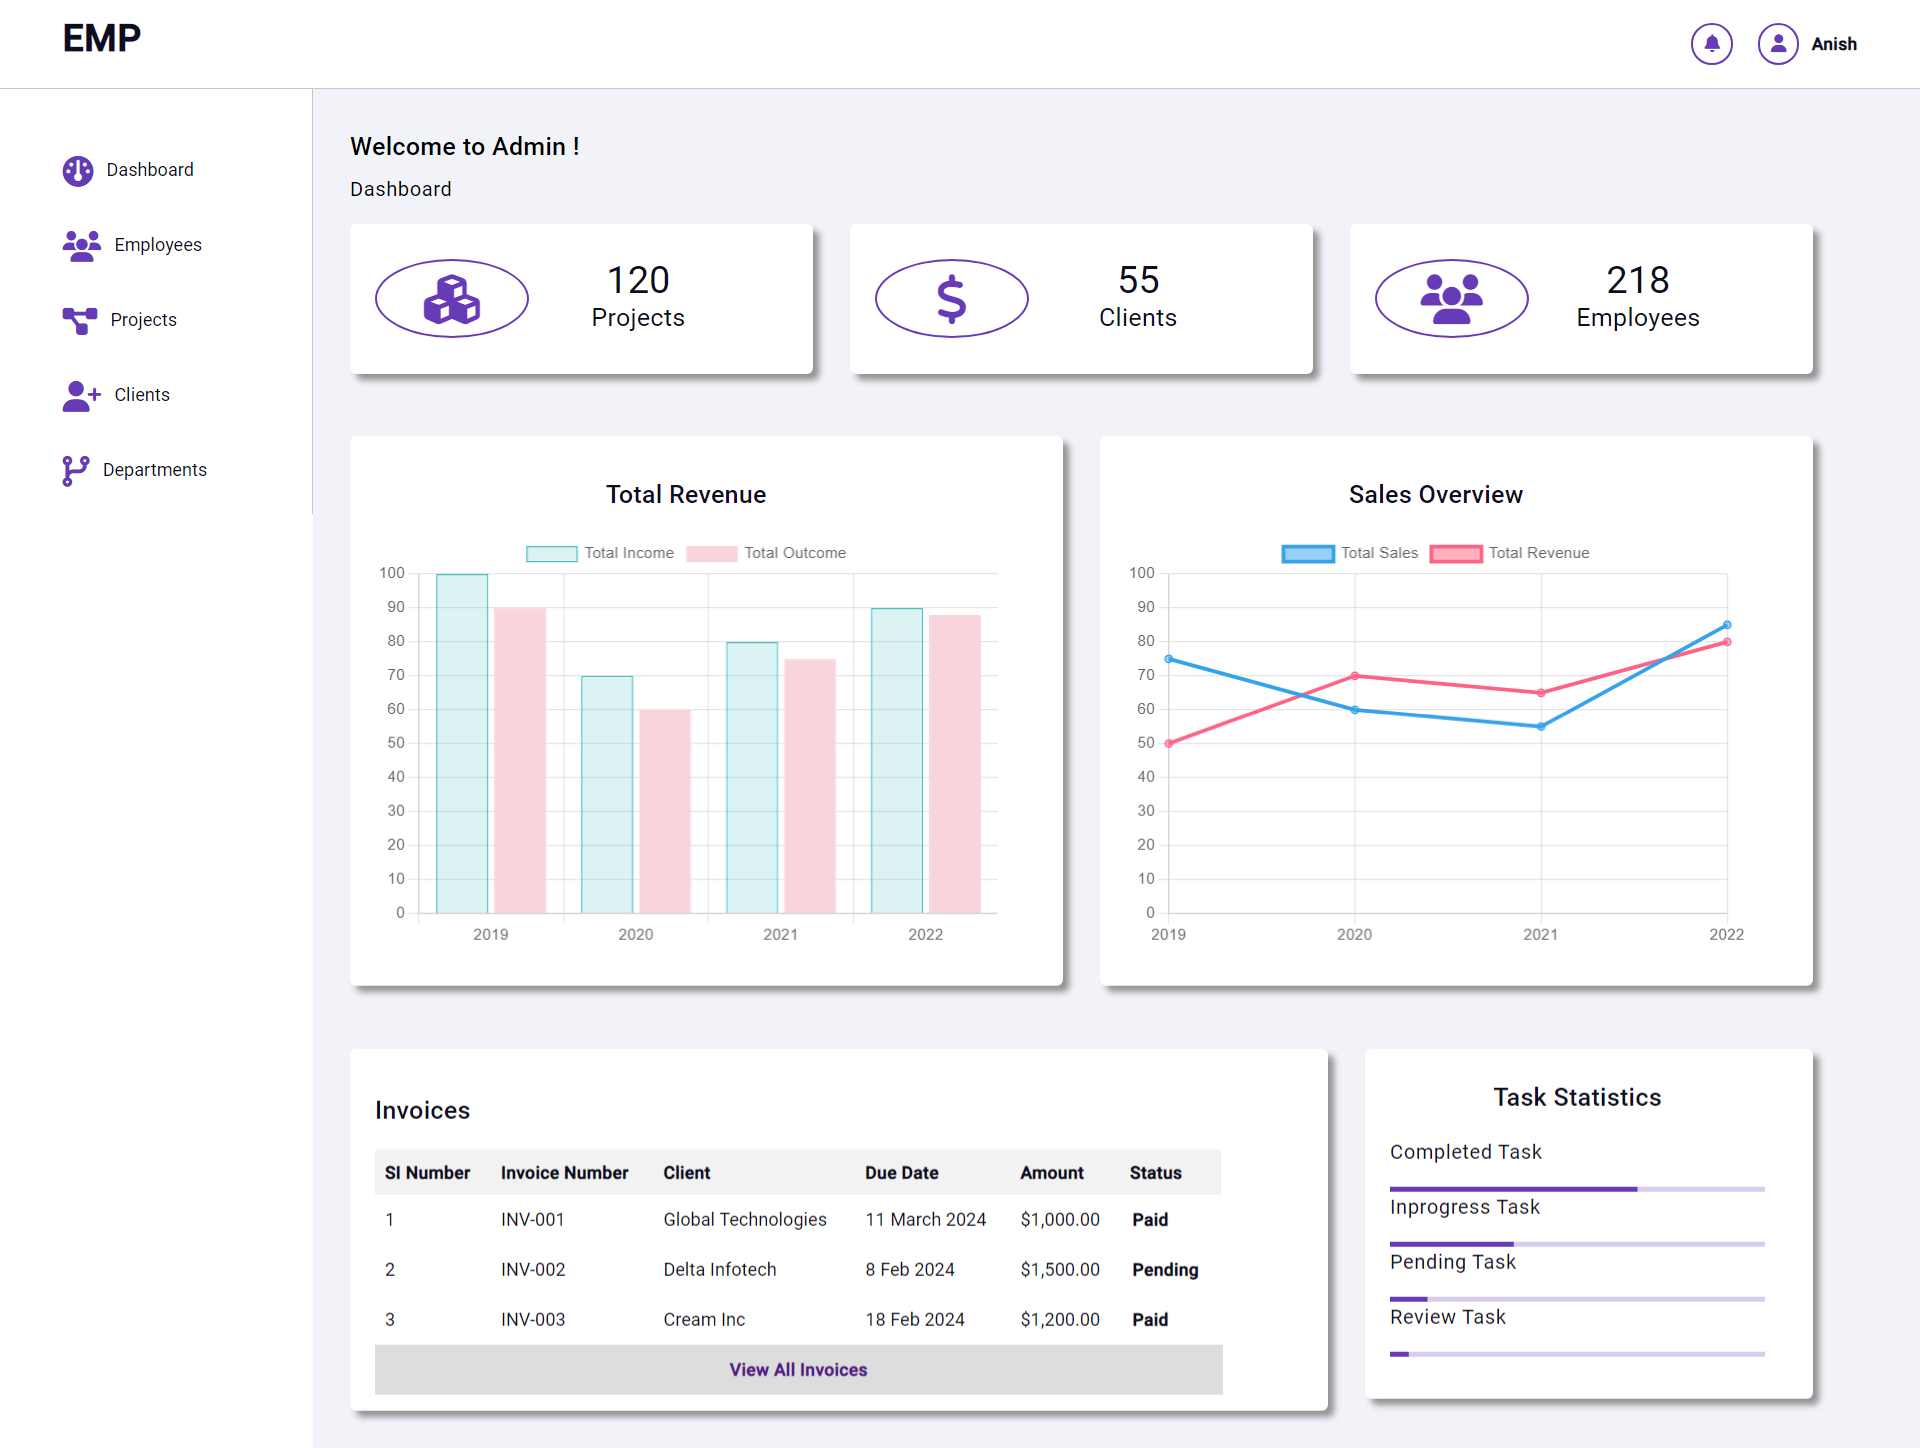 EMP
Anish
Dashboard
Employees
Projects
Clients
Departments
Welcome to Admin !
Dashboard
120
Projects
55
Clients
218
Employees
Total Revenue
Total Income Total Outcome
100
90
80
70
60
50
40
30
20
10
0
2019 2020 2021 2022
Sales Overview
Total Sales Total Revenue
100
90
80
70
60
50
40
30
20
10
0
2019 2020 2021 2022
Invoices
SI Number Invoice Number Client Due Date Amount Status
1 INV-001 Global Technologies 11 March 2024 $1,000.00 Paid
2 INV-002 Delta Infotech 8 Feb 2024 $1,500.00 Pending
3 INV-003 Cream Inc 18 Feb 2024 $1,200.00 Paid
View All Invoices
Task Statistics
Completed Task
Inprogress Task
Pending Task
Review Task